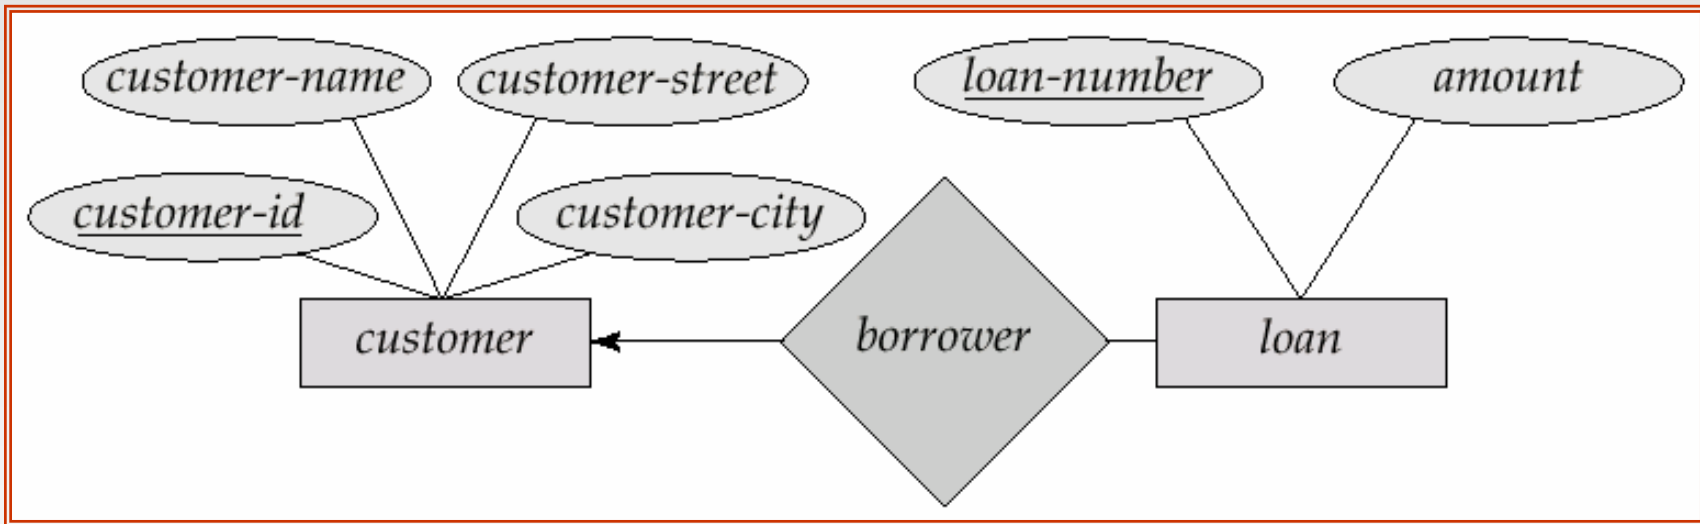 customer-name
customer-street
loan-number
amount
customer-id
customer-city
customer
borrower
loan